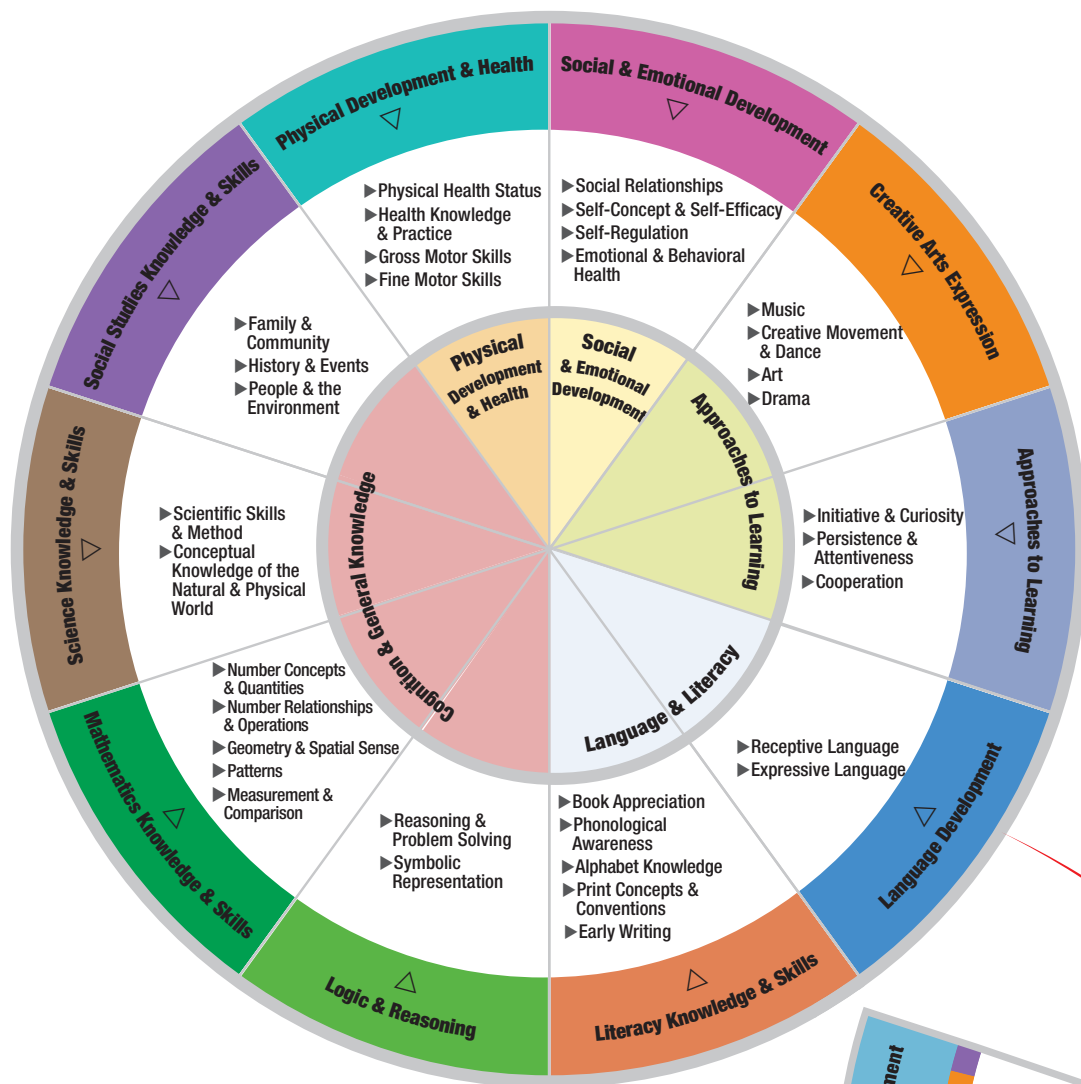 Physical Development & Health
▶Physical Health Status
▶Health Knowledge
& Practice
▶Gross Motor Skills
▶Fine Motor Skills
Social & Emotional Development
▶Social Relationships
▶Self-Concept & Self-Efficacy
▶Self-Regulation
▶Emotional & Behavioral
Health
Creative Arts Expression
▶Music
▶Creative Movement
& Dance
▶Art
▶Drama
Approaches to Learning
▶Initiative & Curiosity
▶Persistence &
Attentiveness
▶Cooperation
Language Development
▶Receptive Language
▶Expressive Language
Literacy Knowledge & Skills
▶Book Appreciation
▶Phonological
Awareness
▶Alphabet Knowledge
▶Print Concepts &
Conventions
▶Early Writing
Logic & Reasoning
▶Reasoning &
Problem Solving
▶Symbolic
Representation
Mathematics Knowledge & Skills
▶Number Concepts
& Quantities
▶Number Relationships
& Operations
▶Geometry & Spatial Sense
▶Patterns
▶Measurement &
Comparison
Science Knowledge & Skills
▶Scientific Skills
& Method
▶Conceptual
Knowledge of the
Natural & Physical
World
Social Studies Knowledge & Skills
▶Family &
Community
▶History & Events
▶People & the
Environment
Physical
Development
& Health
Social
& Emotional
Development
Approaches to Learning
Language & Literacy
Cognition & General Knowledge